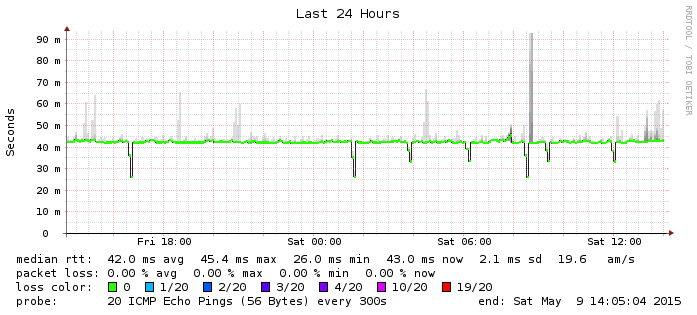 Last 24 Hours
RRDTOOL / TOBI OETIKER
Seconds
90 m
80 m
70 m
60 m
50 m
40 m
30 m
20 m
10 m
0
Fri 18:00 Sat 00:00 Sat 06:00 Sat 12:00
median rtt: 42.0 ms avg 45.4 ms max 26.0 ms min 43.0 ms now 2.1 ms sd 19.6 am/s
packet loss: 0.00 % avg 0.00 % max 0.00 % min 0.00 % now
loss color: 0 1/20 2/20 3/20 4/20 10/20 19/20
probe: 20 ICMP Echo Pings (56 Bytes) every 300s end: Sat May 9 14:05:04 2015